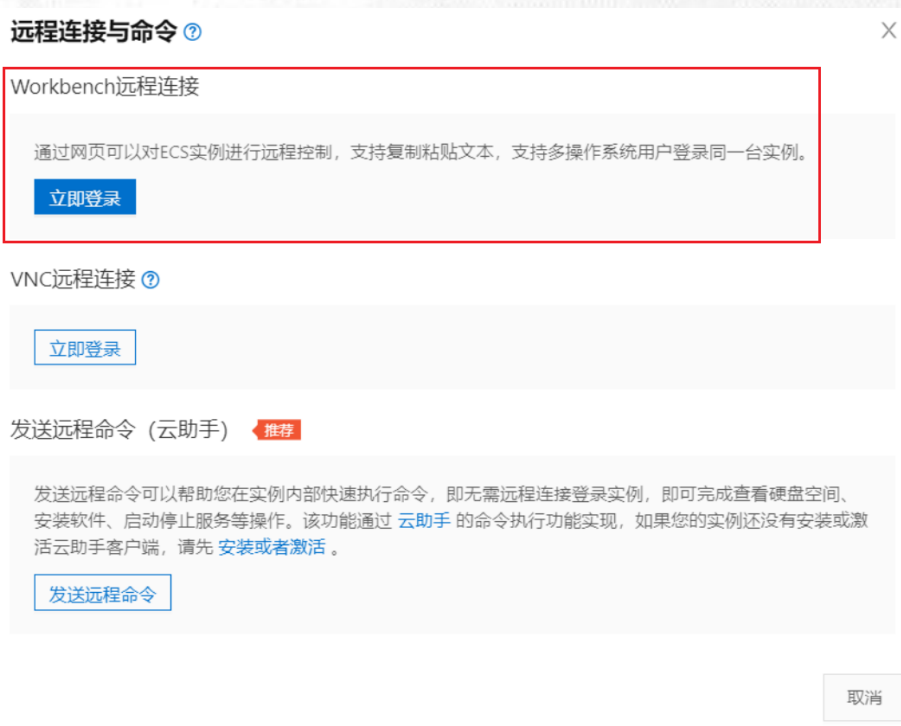 远程连接与命令
Workbench远程连接
通过网页可以对ECS实例进行远程控制，支持复制粘贴文本，支持多操作系统用户登录同一台实例。
立即登录
VNC远程连接
立即登录
发送远程命令（云助手） 推荐
发送远程命令可以帮助您在实例内部快速执行命令，即无需远程连接登录实例，即可完成查看硬盘空间、
安装软件、启动停止服务等操作。该功能通过 云助手 的命令执行功能实现，如果您的实例还没有安装或激
活云助手客户端，请先 安装或者激活 。
发送远程命令
取消